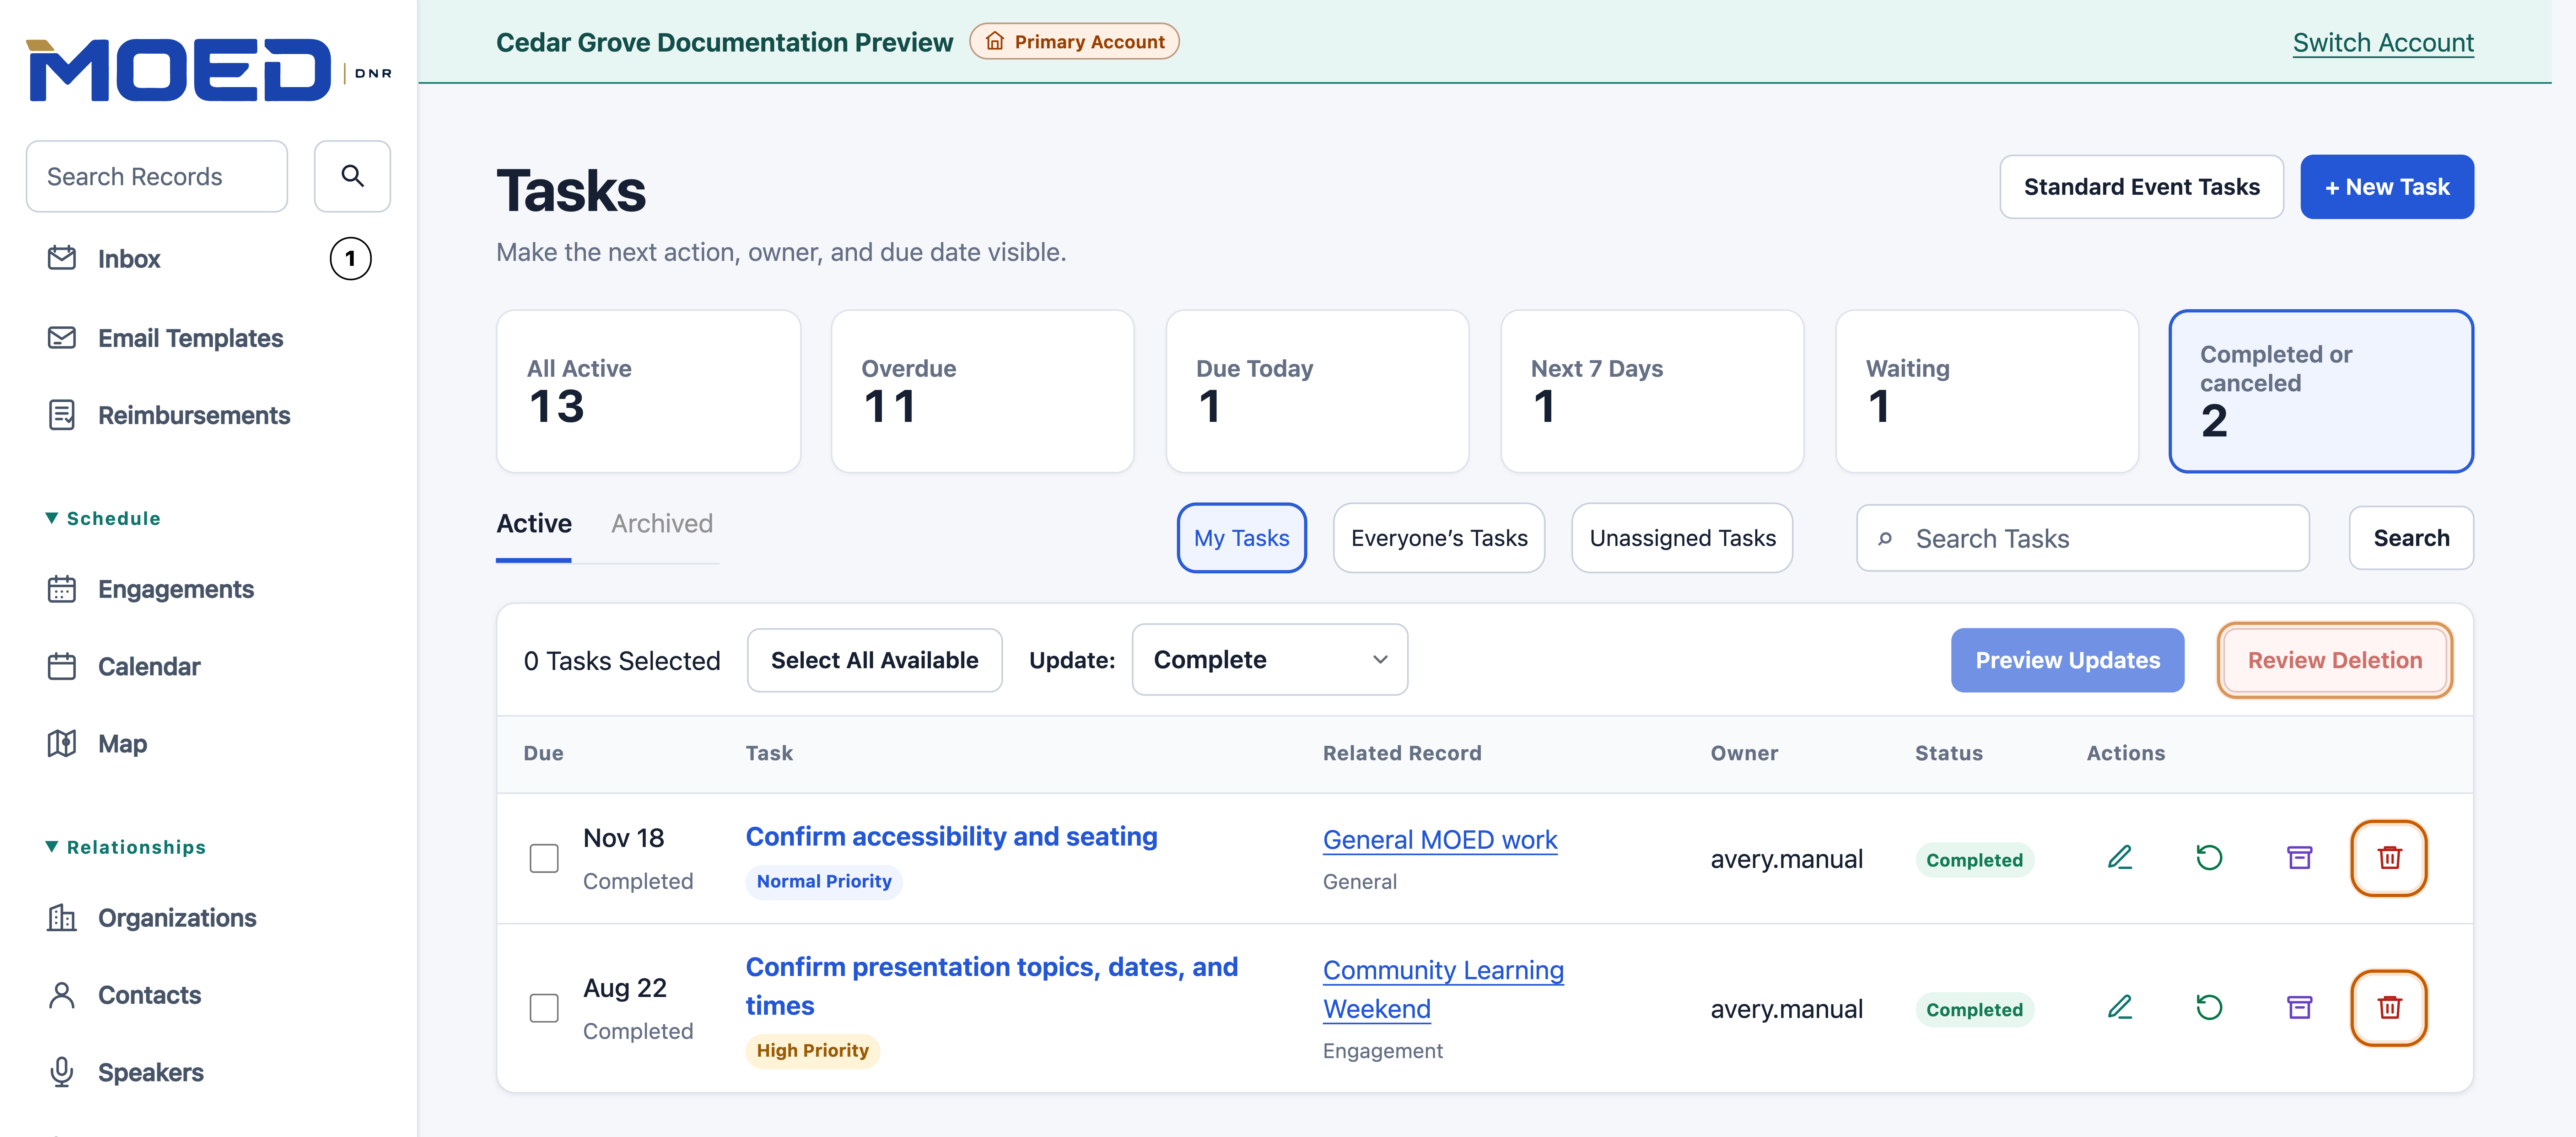 MOED DNR
Search Records
Inbox 1
Email Templates
Reimbursements
▼ Schedule
Engagements
Calendar
Map
▼ Relationships
Organizations
Contacts
Speakers
Cedar Grove Documentation Preview Primary Account Switch Account
Tasks
Standard Event Tasks + New Task
Make the next action, owner, and due date visible.
All Active
13
Overdue
11
Due Today
1
Next 7 Days
1
Waiting
1
Completed or
canceled
2
Active Archived My Tasks Everyone’s Tasks Unassigned Tasks Search Tasks Search
0 Tasks Selected Select All Available Update: Complete Preview Updates Review Deletion
Due Task Related Record Owner Status Actions
Nov 18
Completed
Confirm accessibility and seating
Normal Priority
General MOED work
General
avery.manual
Completed
Aug 22
Completed
Confirm presentation topics, dates, and
times
High Priority
Community Learning
Weekend
Engagement
avery.manual
Completed